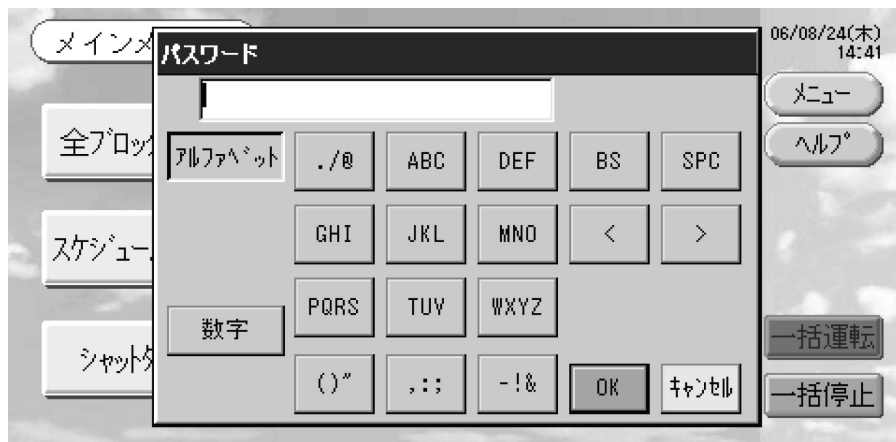 メインメ
06/08/24(木)
14:41
パスワード
メニュー
ヘルプ
全ブロッ
スケジュー
シャット
アルファベット
./@
ABC
DEF
BS
SPC
GHI
JKL
MNO
<
>
PQRS
TUV
WXYZ
数字
()"
,:;
-!&
OK
キャンセル
一括運転
一括停止